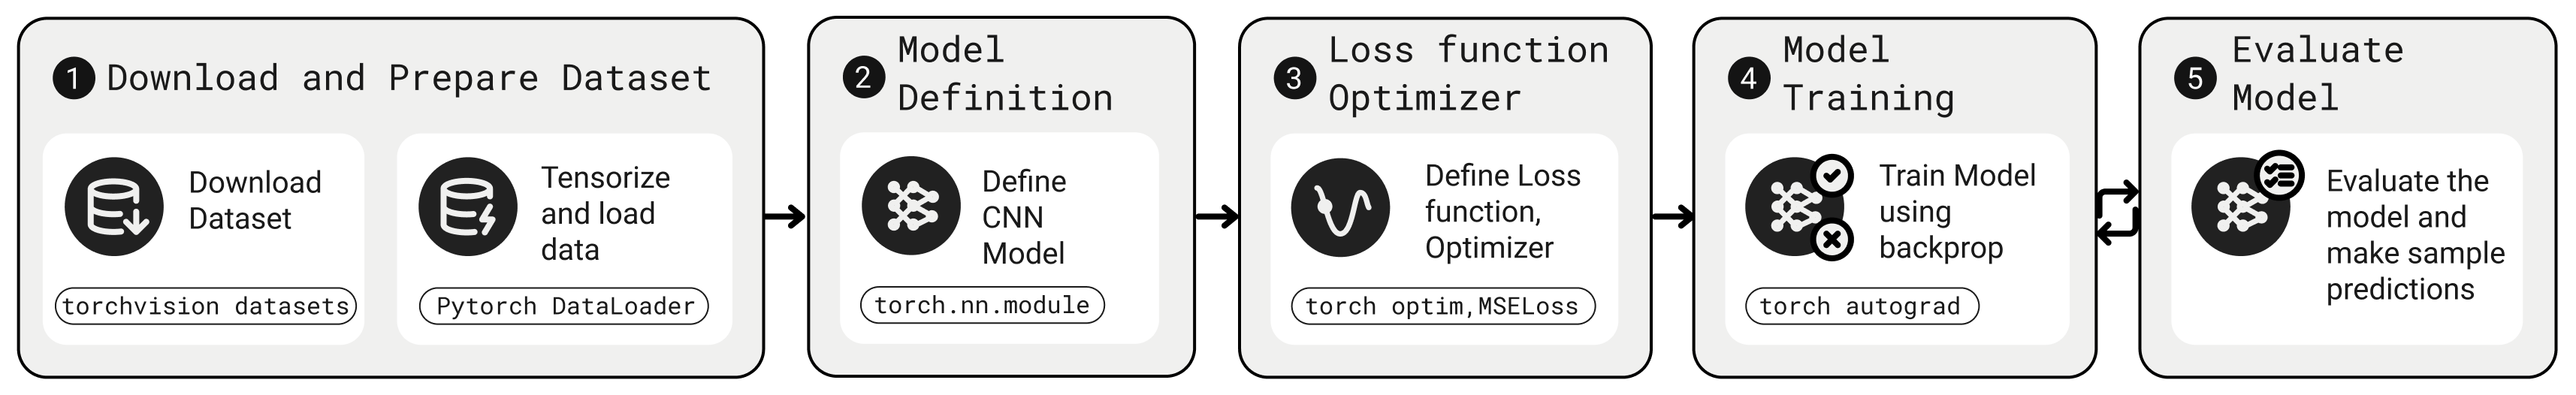 1 Download and Prepare Dataset
Download
Dataset
torchvision datasets
Tensorize
and load
data
Pytorch DataLoader
2 Model
Definition
Define
CNN
Model
torch.nn.module
3 Loss function
Optimizer
Define Loss
function,
Optimizer
torch optim,MSELoss
4 Model
Training
Train Model
using
backprop
torch autograd
5 Evaluate
Model
Evaluate the
model and
make sample
predictions